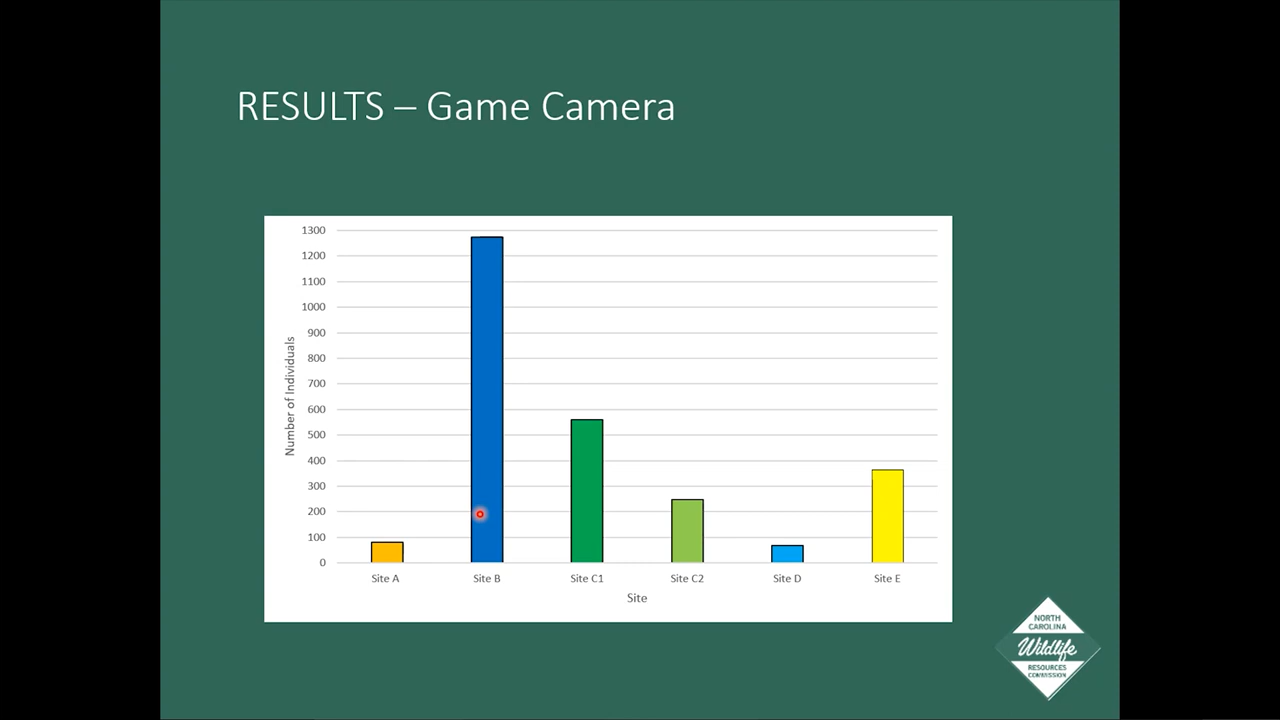 RESULTS – Game Camera
1300
1200
1100
1000
900
800
700
600
500
400
300
200
100
0
Number of Individuals
Site A Site B Site C1 Site C2 Site D Site E
Site
NORTH
CAROLINA
Wildlife
RESOURCES
COMMISSION